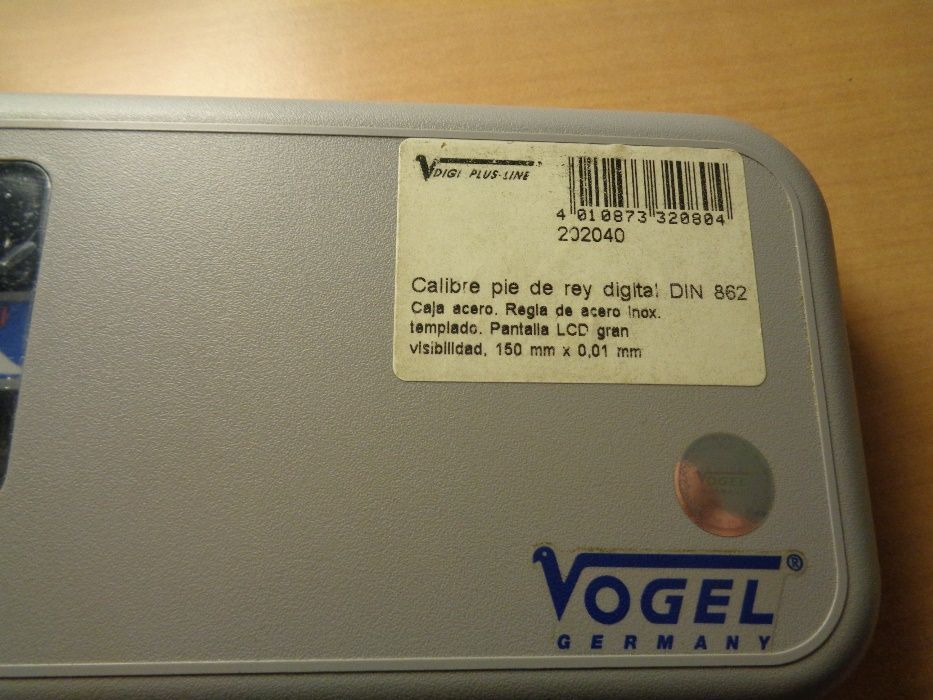 VDIGI PLUS-LINE
4 010873 320804
202040
Calibre pie de rey digital DIN 862
Caja acero. Regla de acero inox.
templado. Pantalla LCD gran
visibilidad, 150 mm x 0,01 mm
VOGEL
VOGEL®
GERMANY